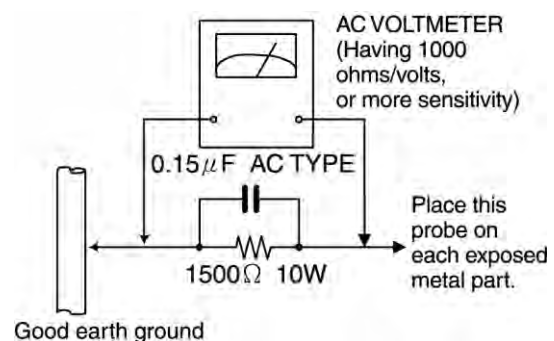 AC VOLTMETER
(Having 1000
ohms/volts,
or more sensitivity)
0.15μF AC TYPE
Place this
probe on
each exposed
metal part.
1500Ω 10W
Good earth ground